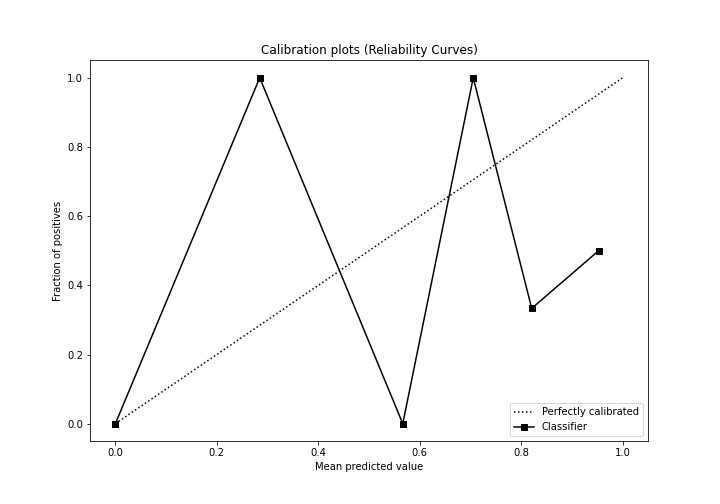 Calibration plots (Reliability Curves)
Fraction of positives
1.0
0.8
0.6
0.4
0.2
0.0
0.0 0.2 0.4 0.6 0.8 1.0
Mean predicted value
Perfectly calibrated
Classifier